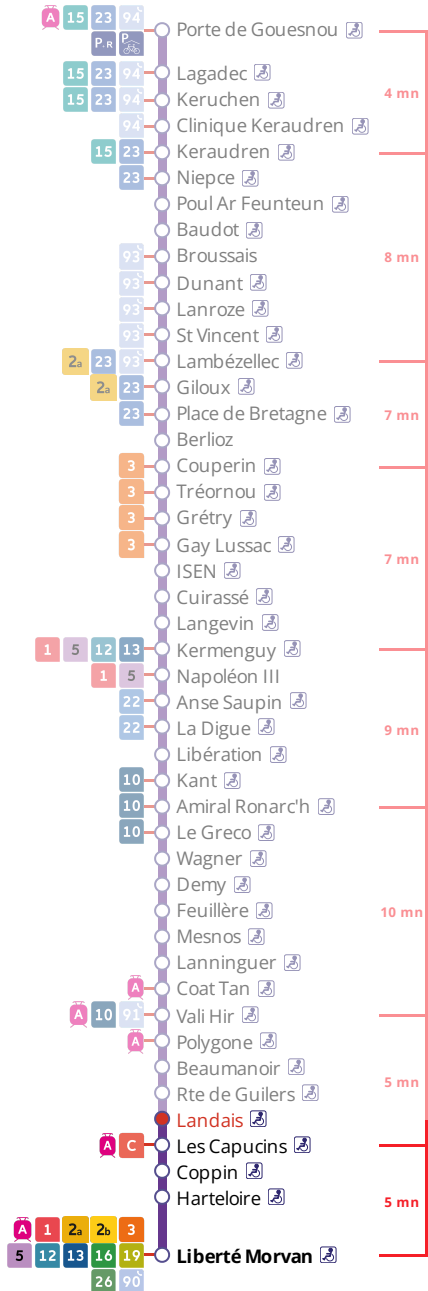 A 15 23 94 Porte de Gouesnou
P+R P
15 23 94 Lagadec
4 mn
15 23 94 Keruchen
94 Clinique Keraudren
15 23 Keraudren
23 Niepce
Poul Ar Feunteun
Baudot
93 Broussais
8 mn
93 Dunant
93 Lanroze
93 St Vincent
2a 23 93 Lambézellec
2a 23 Giloux
23 Place de Bretagne
7 mn
Berlioz
3 Couperin
3 Tréornou
3 Grétry
3 Gay Lussac
7 mn
ISEN
Cuirassé
Langevin
1 5 12 13 Kermenguy
1 5 Napoléon III
22 Anse Saupin
22 La Digue
9 mn
Libération
10 Kant
10 Amiral Ronarc'h
10 Le Greco
Wagner
Demy
Feuillère
10 mn
Mesnos
Lanninguer
A Coat Tan
A 10 91 Vali Hir
A Polygone
Beaumanoir
5 mn
Rte de Guilers
Landais
A C Les Capucins
Coppin
Harteloire
5 mn
A 1 2a 2b 3
5 12 13 16 19 Liberté Morvan
26 90